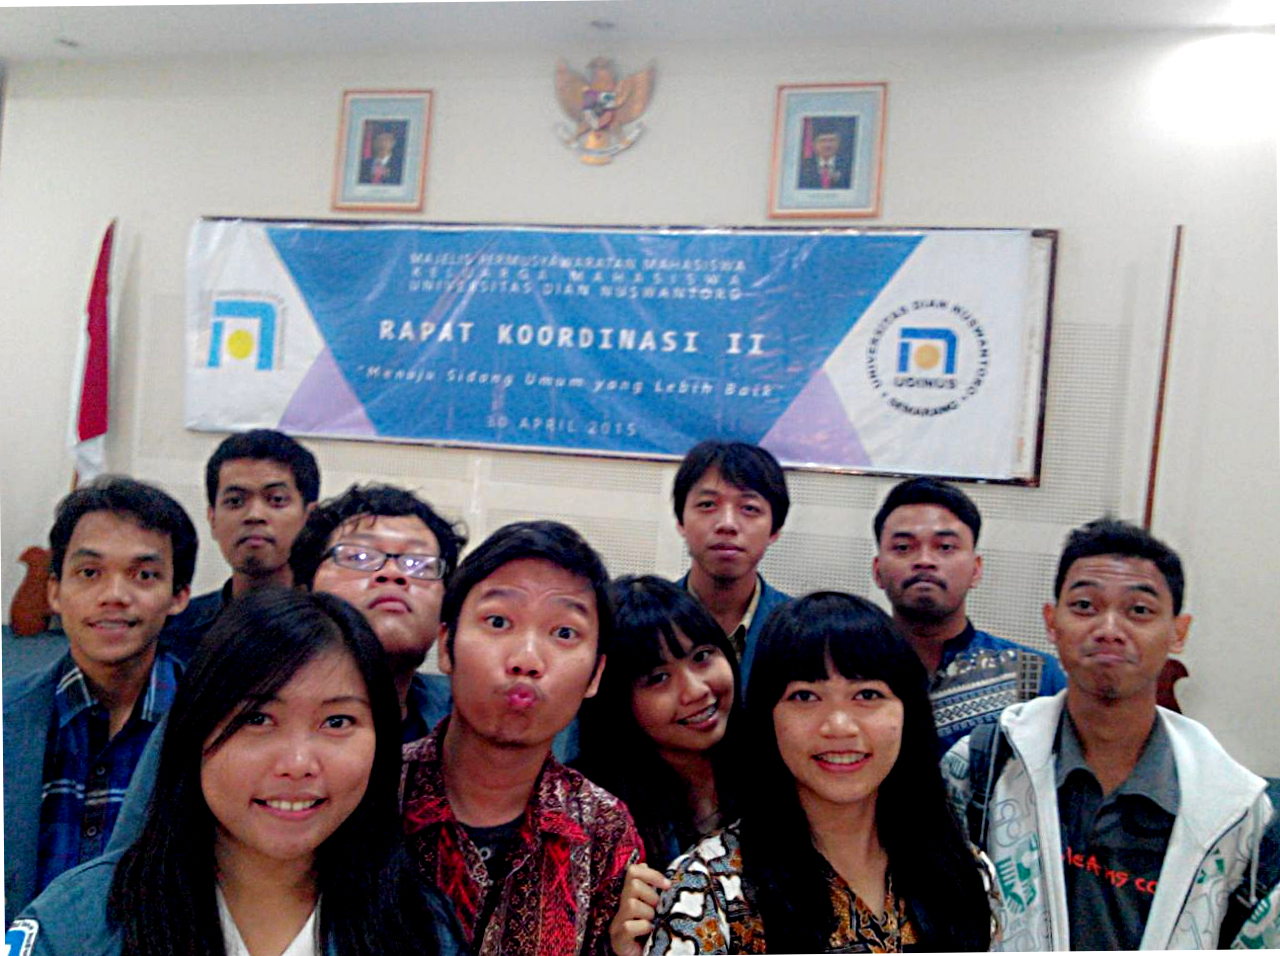 MAJELIS PERMUSYAWARATAN MAHASISWA
KELUARGA MAHASISWA
UNIVERSITAS DIAN NUSWANTORO
RAPAT KOORDINASI II
"Menuju Sidang Umum yang Lebih Baik"
30 APRIL 2015
UNIVERSITAS DIAN NUSWANTORO
UDINUS
SEMARANG